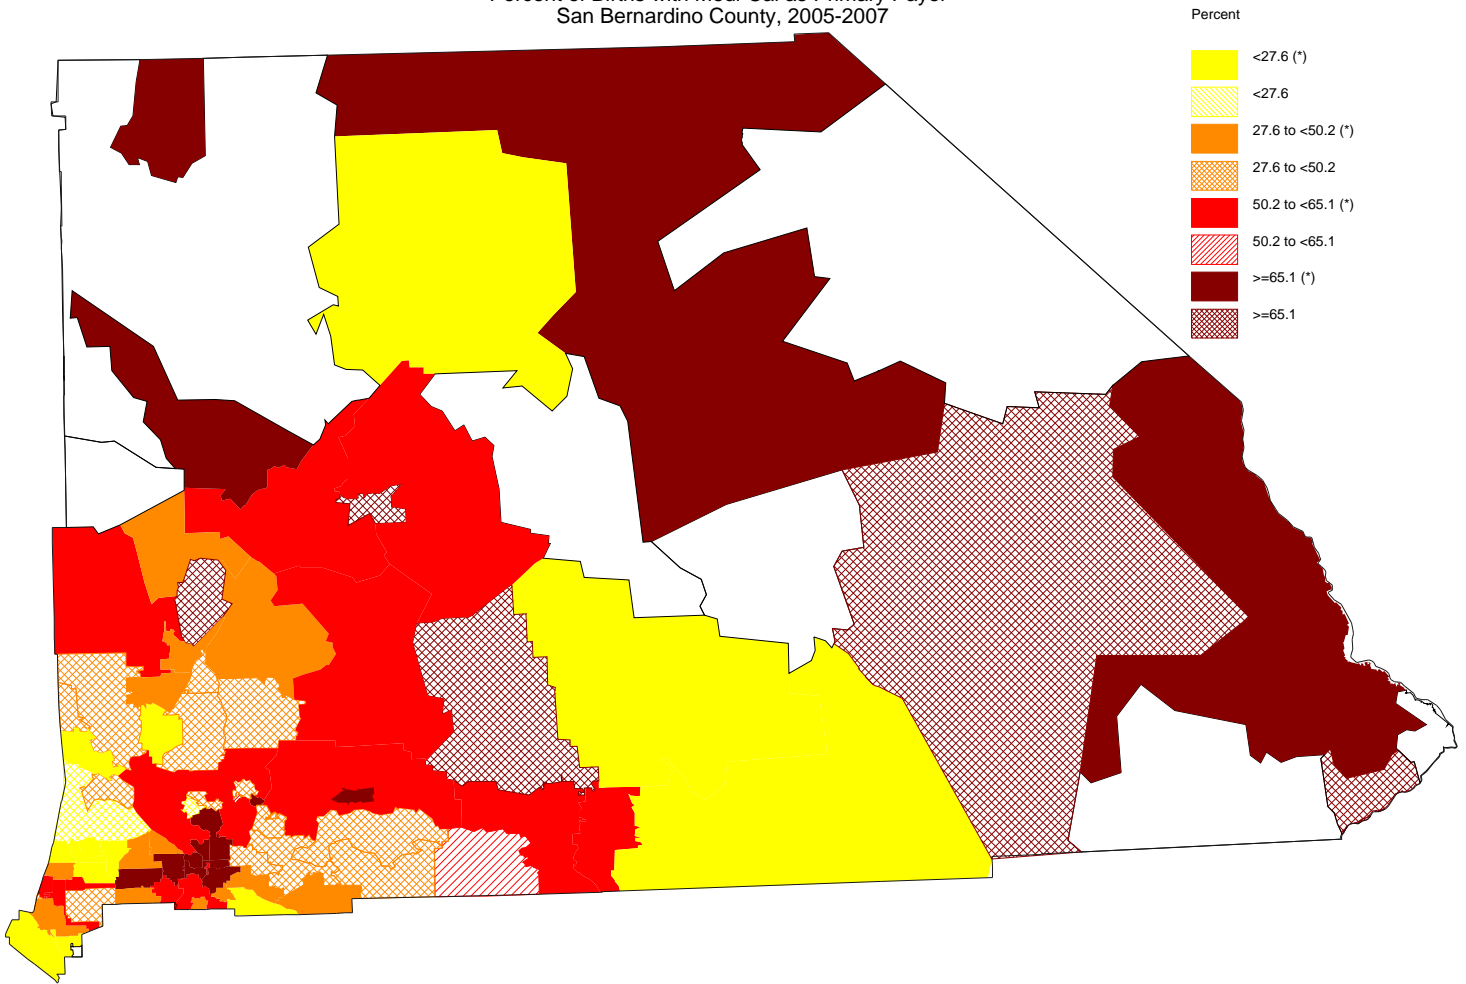 San Bernardino County, 2005-2007
Percent
<27.6 (*)
<27.6
27.6 to <50.2 (*)
27.6 to <50.2
50.2 to <65.1 (*)
50.2 to <65.1
>=65.1 (*)
>=65.1